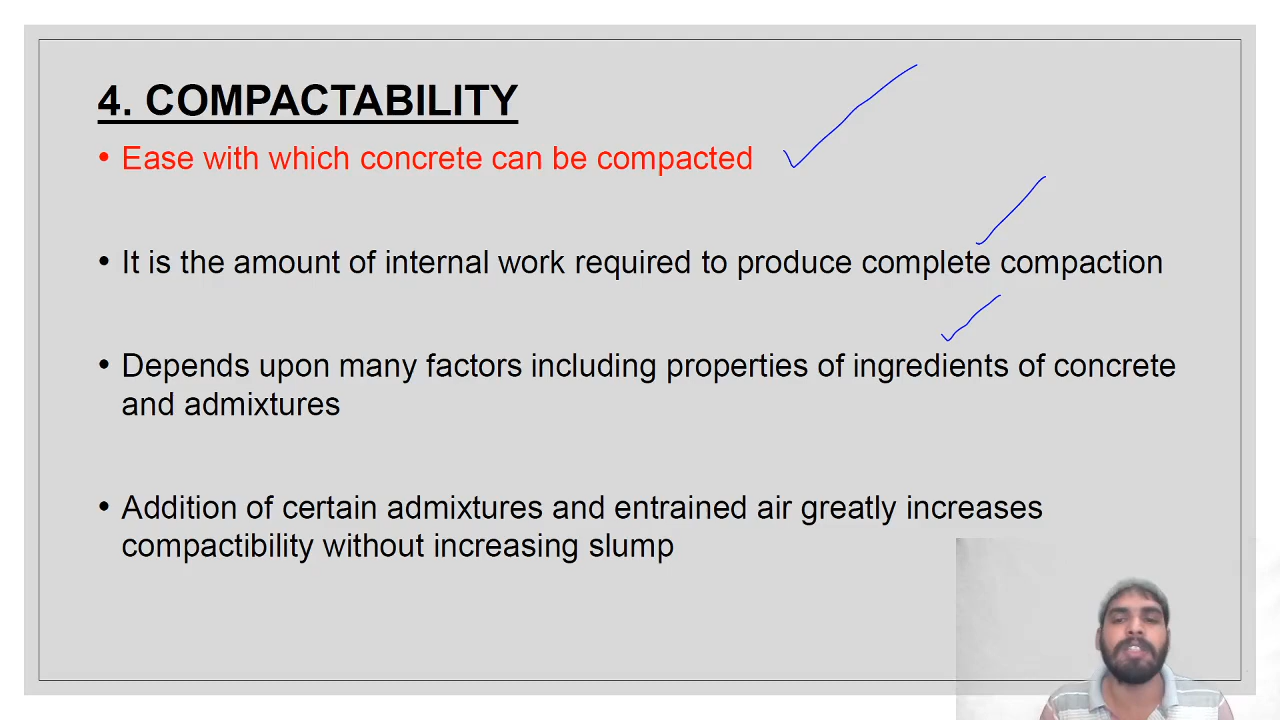 4. COMPACTABILITY
• Ease with which concrete can be compacted
• It is the amount of internal work required to produce complete compaction
• Depends upon many factors including properties of ingredients of concrete
and admixtures
• Addition of certain admixtures and entrained air greatly increases
compactibility without increasing slump